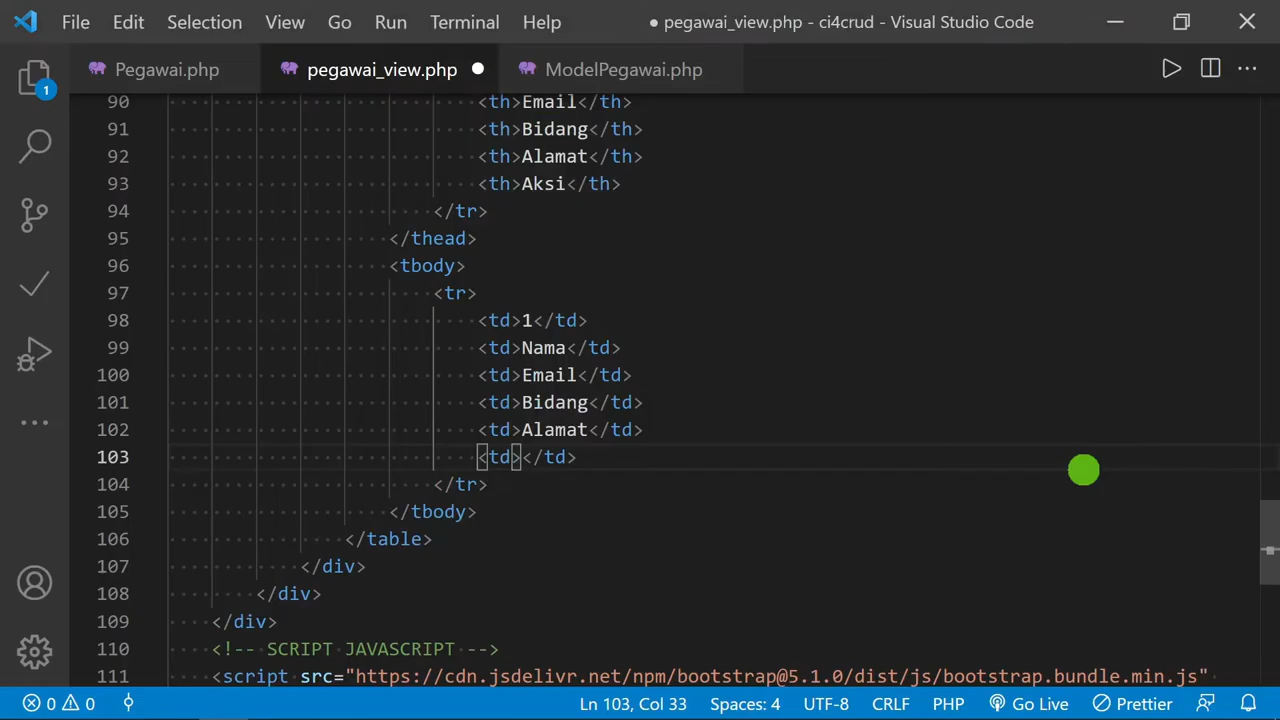 File Edit Selection View Go Run Terminal Help ● pegawai_view.php - ci4crud - Visual Studio Code
Pegawai.php pegawai_view.php ● ModelPegawai.php
1
90 <th>Email</th>
91 <th>Bidang</th>
92 <th>Alamat</th>
93 <th>Aksi</th>
94 </tr>
95 </thead>
96 <tbody>
97 <tr>
98 <td>1</td>
99 <td>Nama</td>
100 <td>Email</td>
101 <td>Bidang</td>
102 <td>Alamat</td>
103 <td></td>
104 </tr>
105 </tbody>
106 </table>
107 </div>
108 </div>
109 </div>
110 <!-- SCRIPT JAVASCRIPT -->
111 <script src="https://cdn.jsdelivr.net/npm/bootstrap@5.1.0/dist/js/bootstrap.bundle.min.js"
0 0 Ln 103, Col 33 Spaces: 4 UTF-8 CRLF PHP Go Live Prettier